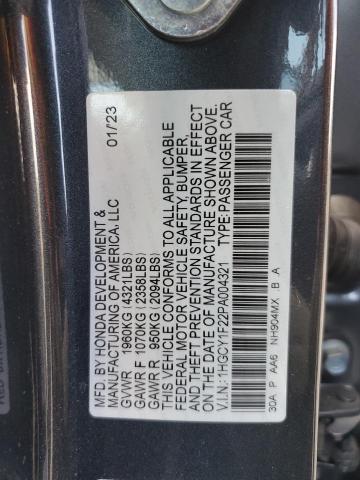 MFD. BY HONDA DEVELOPMENT &
MANUFACTURING OF AMERICA, LLC 01/23
GVWR 1960KG (4321LBS)
GAWR F 1070KG (2358LBS)
GAWR R 950KG (2094LBS)
THIS VEHICLE CONFORMS TO ALL APPLICABLE
FEDERAL MOTOR VEHICLE SAFETY, BUMPER,
AND THEFT PREVENTION STANDARDS IN EFFECT
ON THE DATE OF MANUFACTURE SHOWN ABOVE.
V.I.N.: 1HGCY1F22PA004321 TYPE: PASSENGER CAR
30A P AA6 NH904MX B A